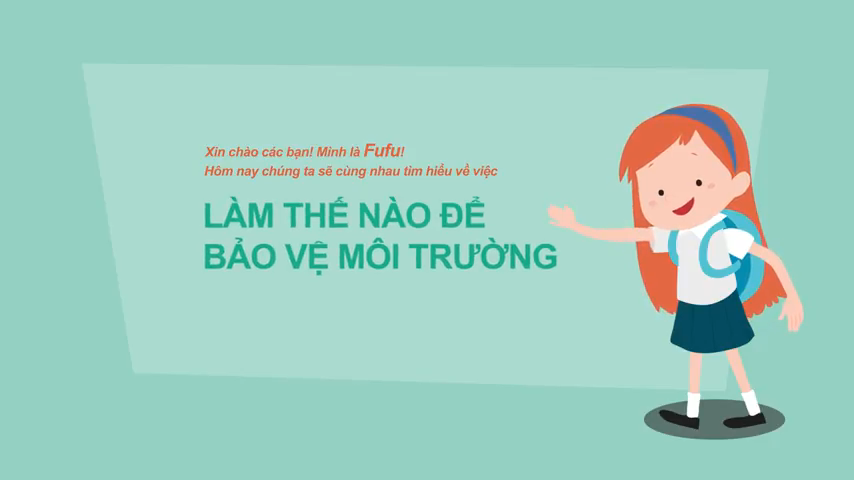 Xin chào các bạn! Mình là Fufu!
Hôm nay chúng ta sẽ cùng nhau tìm hiểu về việc
LÀM THẾ NÀO ĐỂ
BẢO VỆ MÔI TRƯỜNG